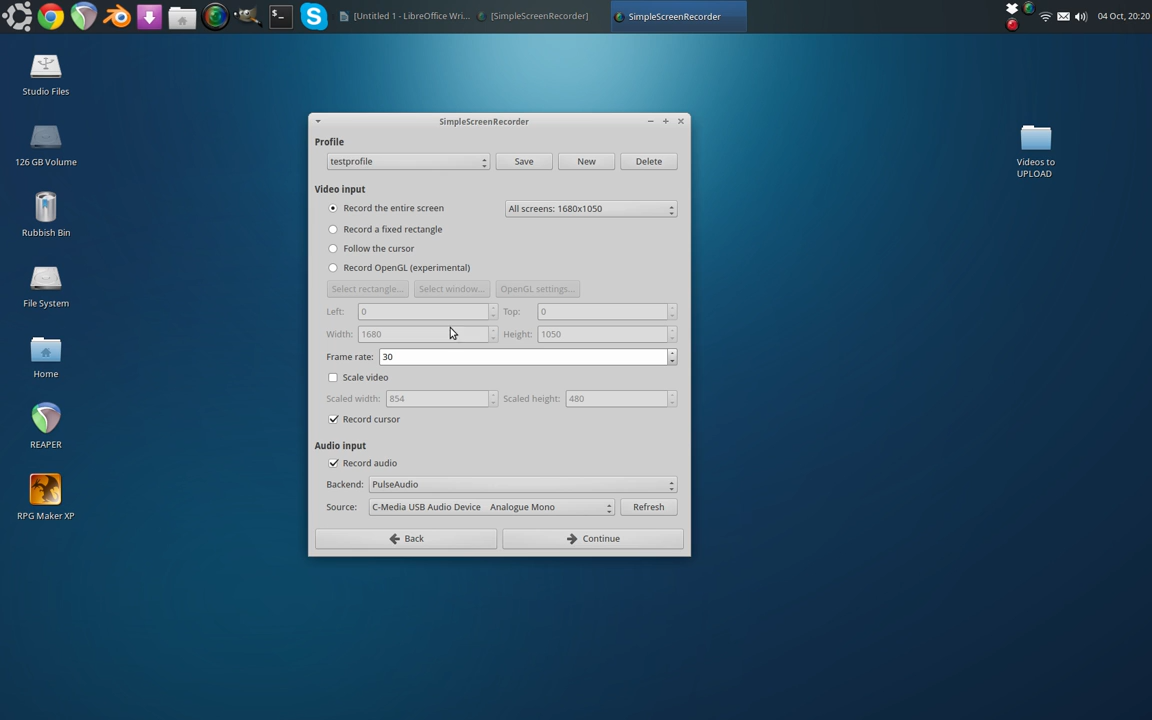 [Untitled 1 - LibreOffice Wri... [SimpleScreenRecorder] SimpleScreenRecorder 04 Oct, 20:20
Studio Files
126 GB Volume
Rubbish Bin
File System
Home
REAPER
RPG Maker XP
Videos to
UPLOAD
SimpleScreenRecorder
Profile
testprofile Save New Delete
Video input
Record the entire screen All screens: 1680x1050
Record a fixed rectangle
Follow the cursor
Record OpenGL (experimental)
Select rectangle... Select window... OpenGL settings...
Left: 0 Top: 0
Width: 1680 Height: 1050
Frame rate: 30
Scale video
Scaled width: 854 Scaled height: 480
Record cursor
Audio input
Record audio
Backend: PulseAudio
Source: C-Media USB Audio Device Analogue Mono Refresh
Back Continue